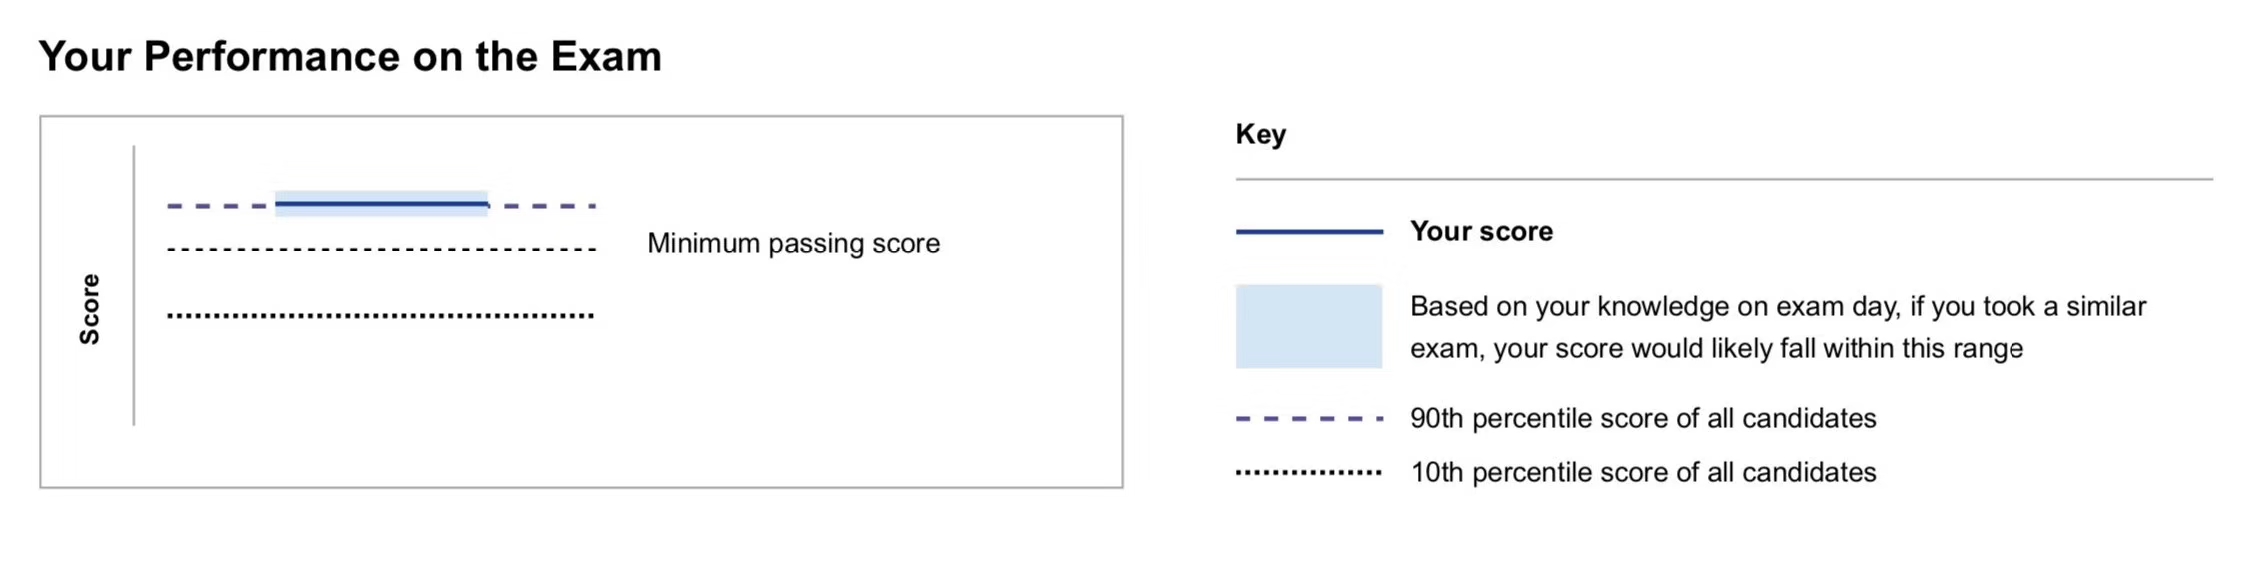 Your Performance on the Exam
Score
Minimum passing score
Key
Your score
Based on your knowledge on exam day, if you took a similar
exam, your score would likely fall within this range
90th percentile score of all candidates
10th percentile score of all candidates